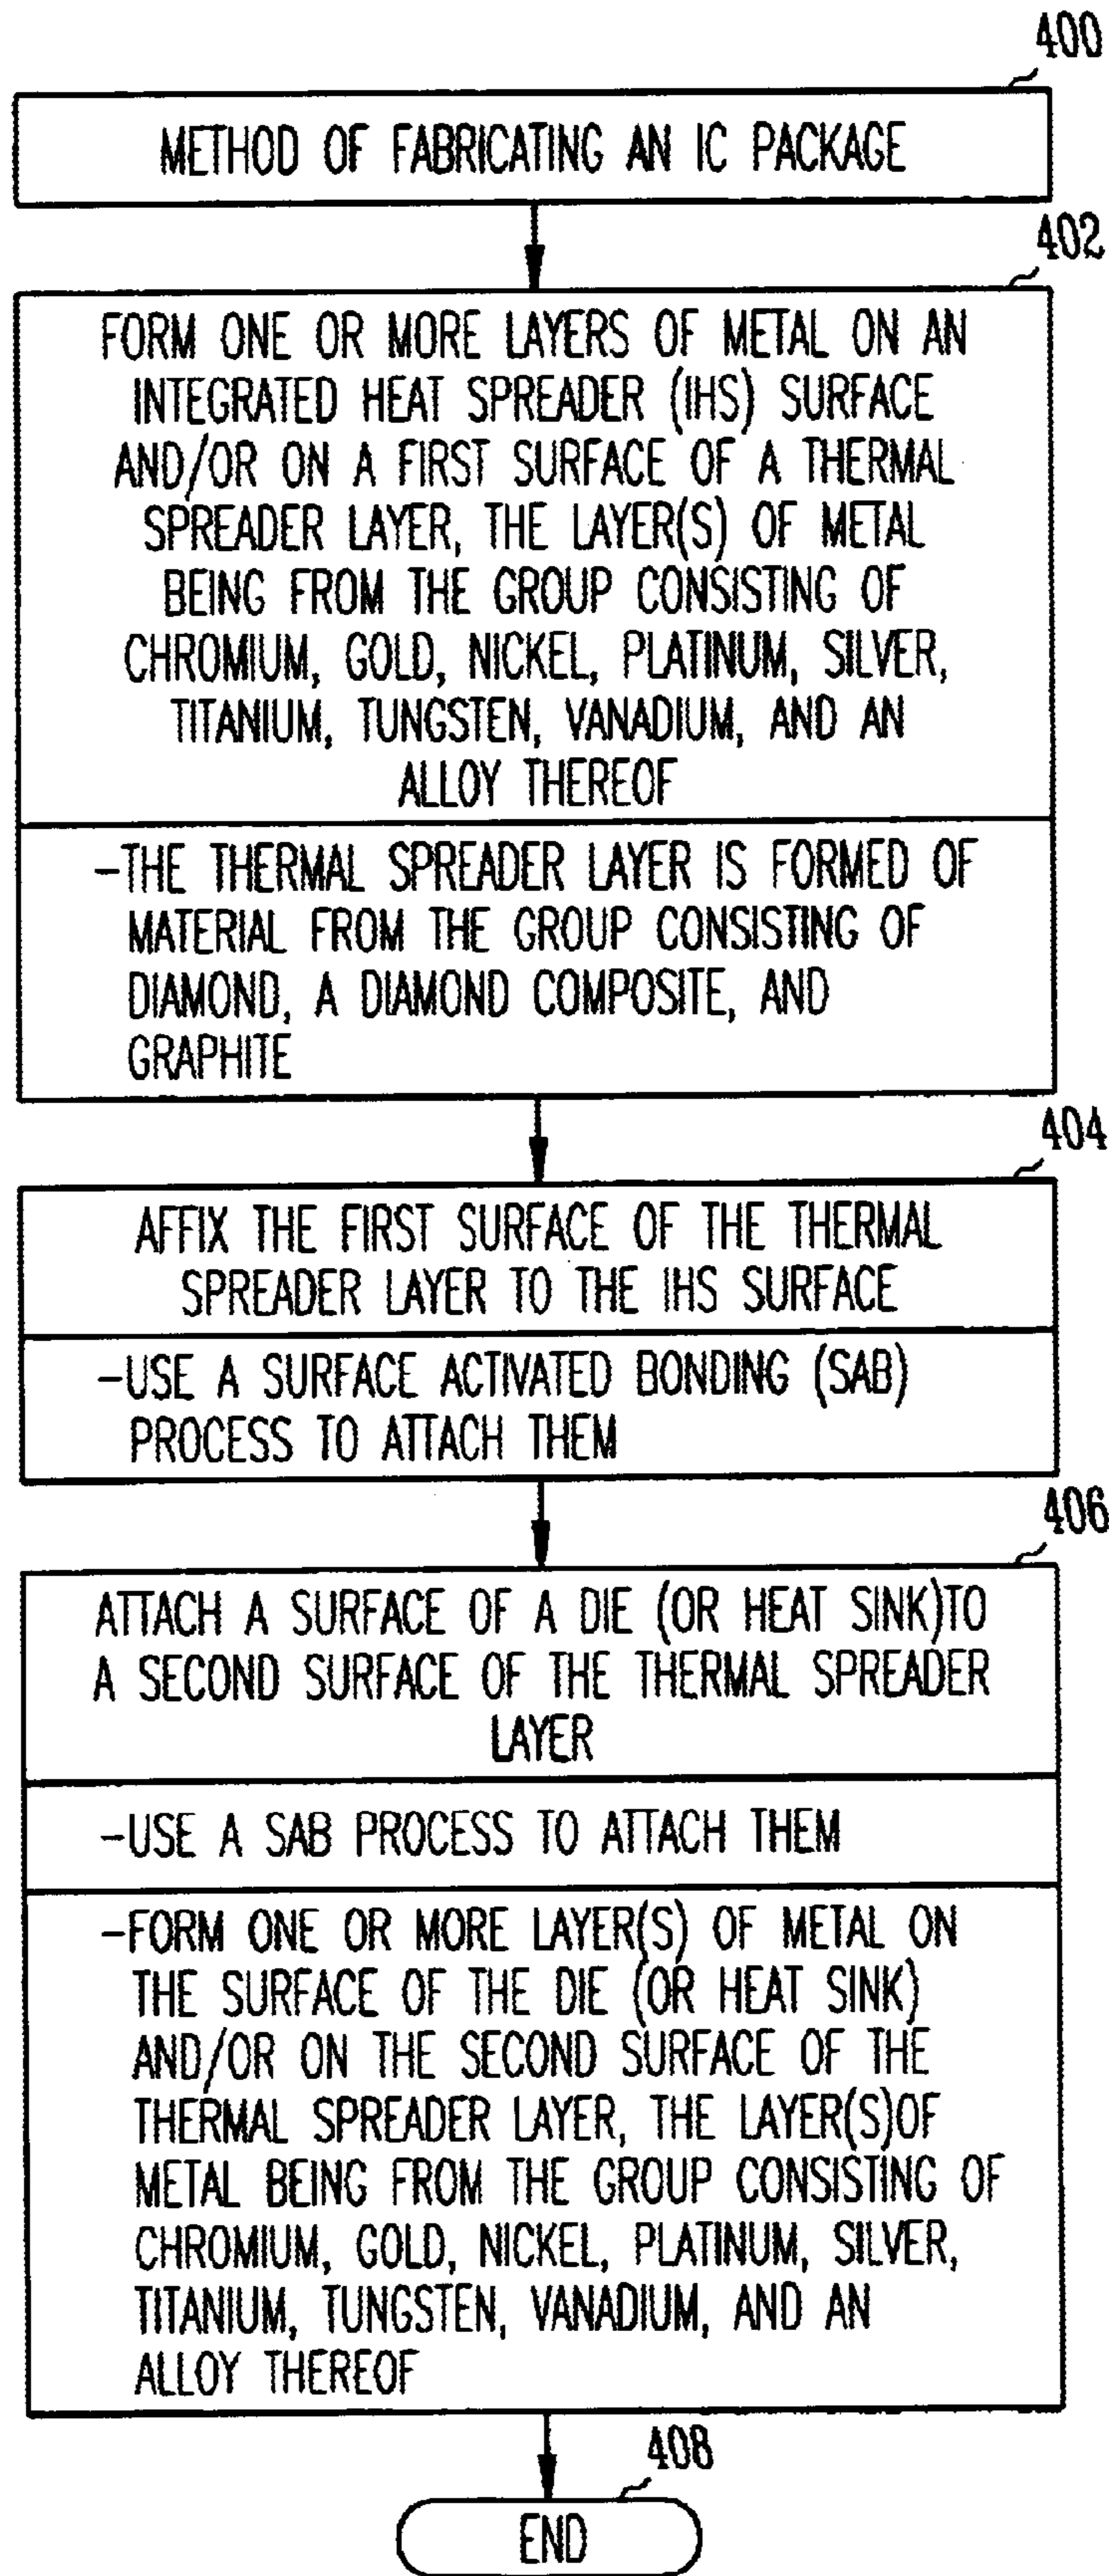 400
METHOD OF FABRICATING AN IC PACKAGE
402
FORM ONE OR MORE LAYERS OF METAL ON AN
INTEGRATED HEAT SPREADER (IHS) SURFACE
AND/OR ON A FIRST SURFACE OF A THERMAL
SPREADER LAYER, THE LAYER(S) OF METAL
BEING FROM THE GROUP CONSISTING OF
CHROMIUM, GOLD, NICKEL, PLATINUM, SILVER,
TITANIUM, TUNGSTEN, VANADIUM, AND AN
ALLOY THEREOF
-THE THERMAL SPREADER LAYER IS FORMED OF
MATERIAL FROM THE GROUP CONSISTING OF
DIAMOND, A DIAMOND COMPOSITE, AND
GRAPHITE
404
AFFIX THE FIRST SURFACE OF THE THERMAL
SPREADER LAYER TO THE IHS SURFACE
-USE A SURFACE ACTIVATED BONDING (SAB)
PROCESS TO ATTACH THEM
406
ATTACH A SURFACE OF A DIE (OR HEAT SINK)TO
A SECOND SURFACE OF THE THERMAL SPREADER
LAYER
-USE A SAB PROCESS TO ATTACH THEM
-FORM ONE OR MORE LAYER(S) OF METAL ON
THE SURFACE OF THE DIE (OR HEAT SINK)
AND/OR ON THE SECOND SURFACE OF THE
THERMAL SPREADER LAYER, THE LAYER(S)OF
METAL BEING FROM THE GROUP CONSISTING OF
CHROMIUM, GOLD, NICKEL, PLATINUM, SILVER,
TITANIUM, TUNGSTEN, VANADIUM, AND AN
ALLOY THEREOF
408
END